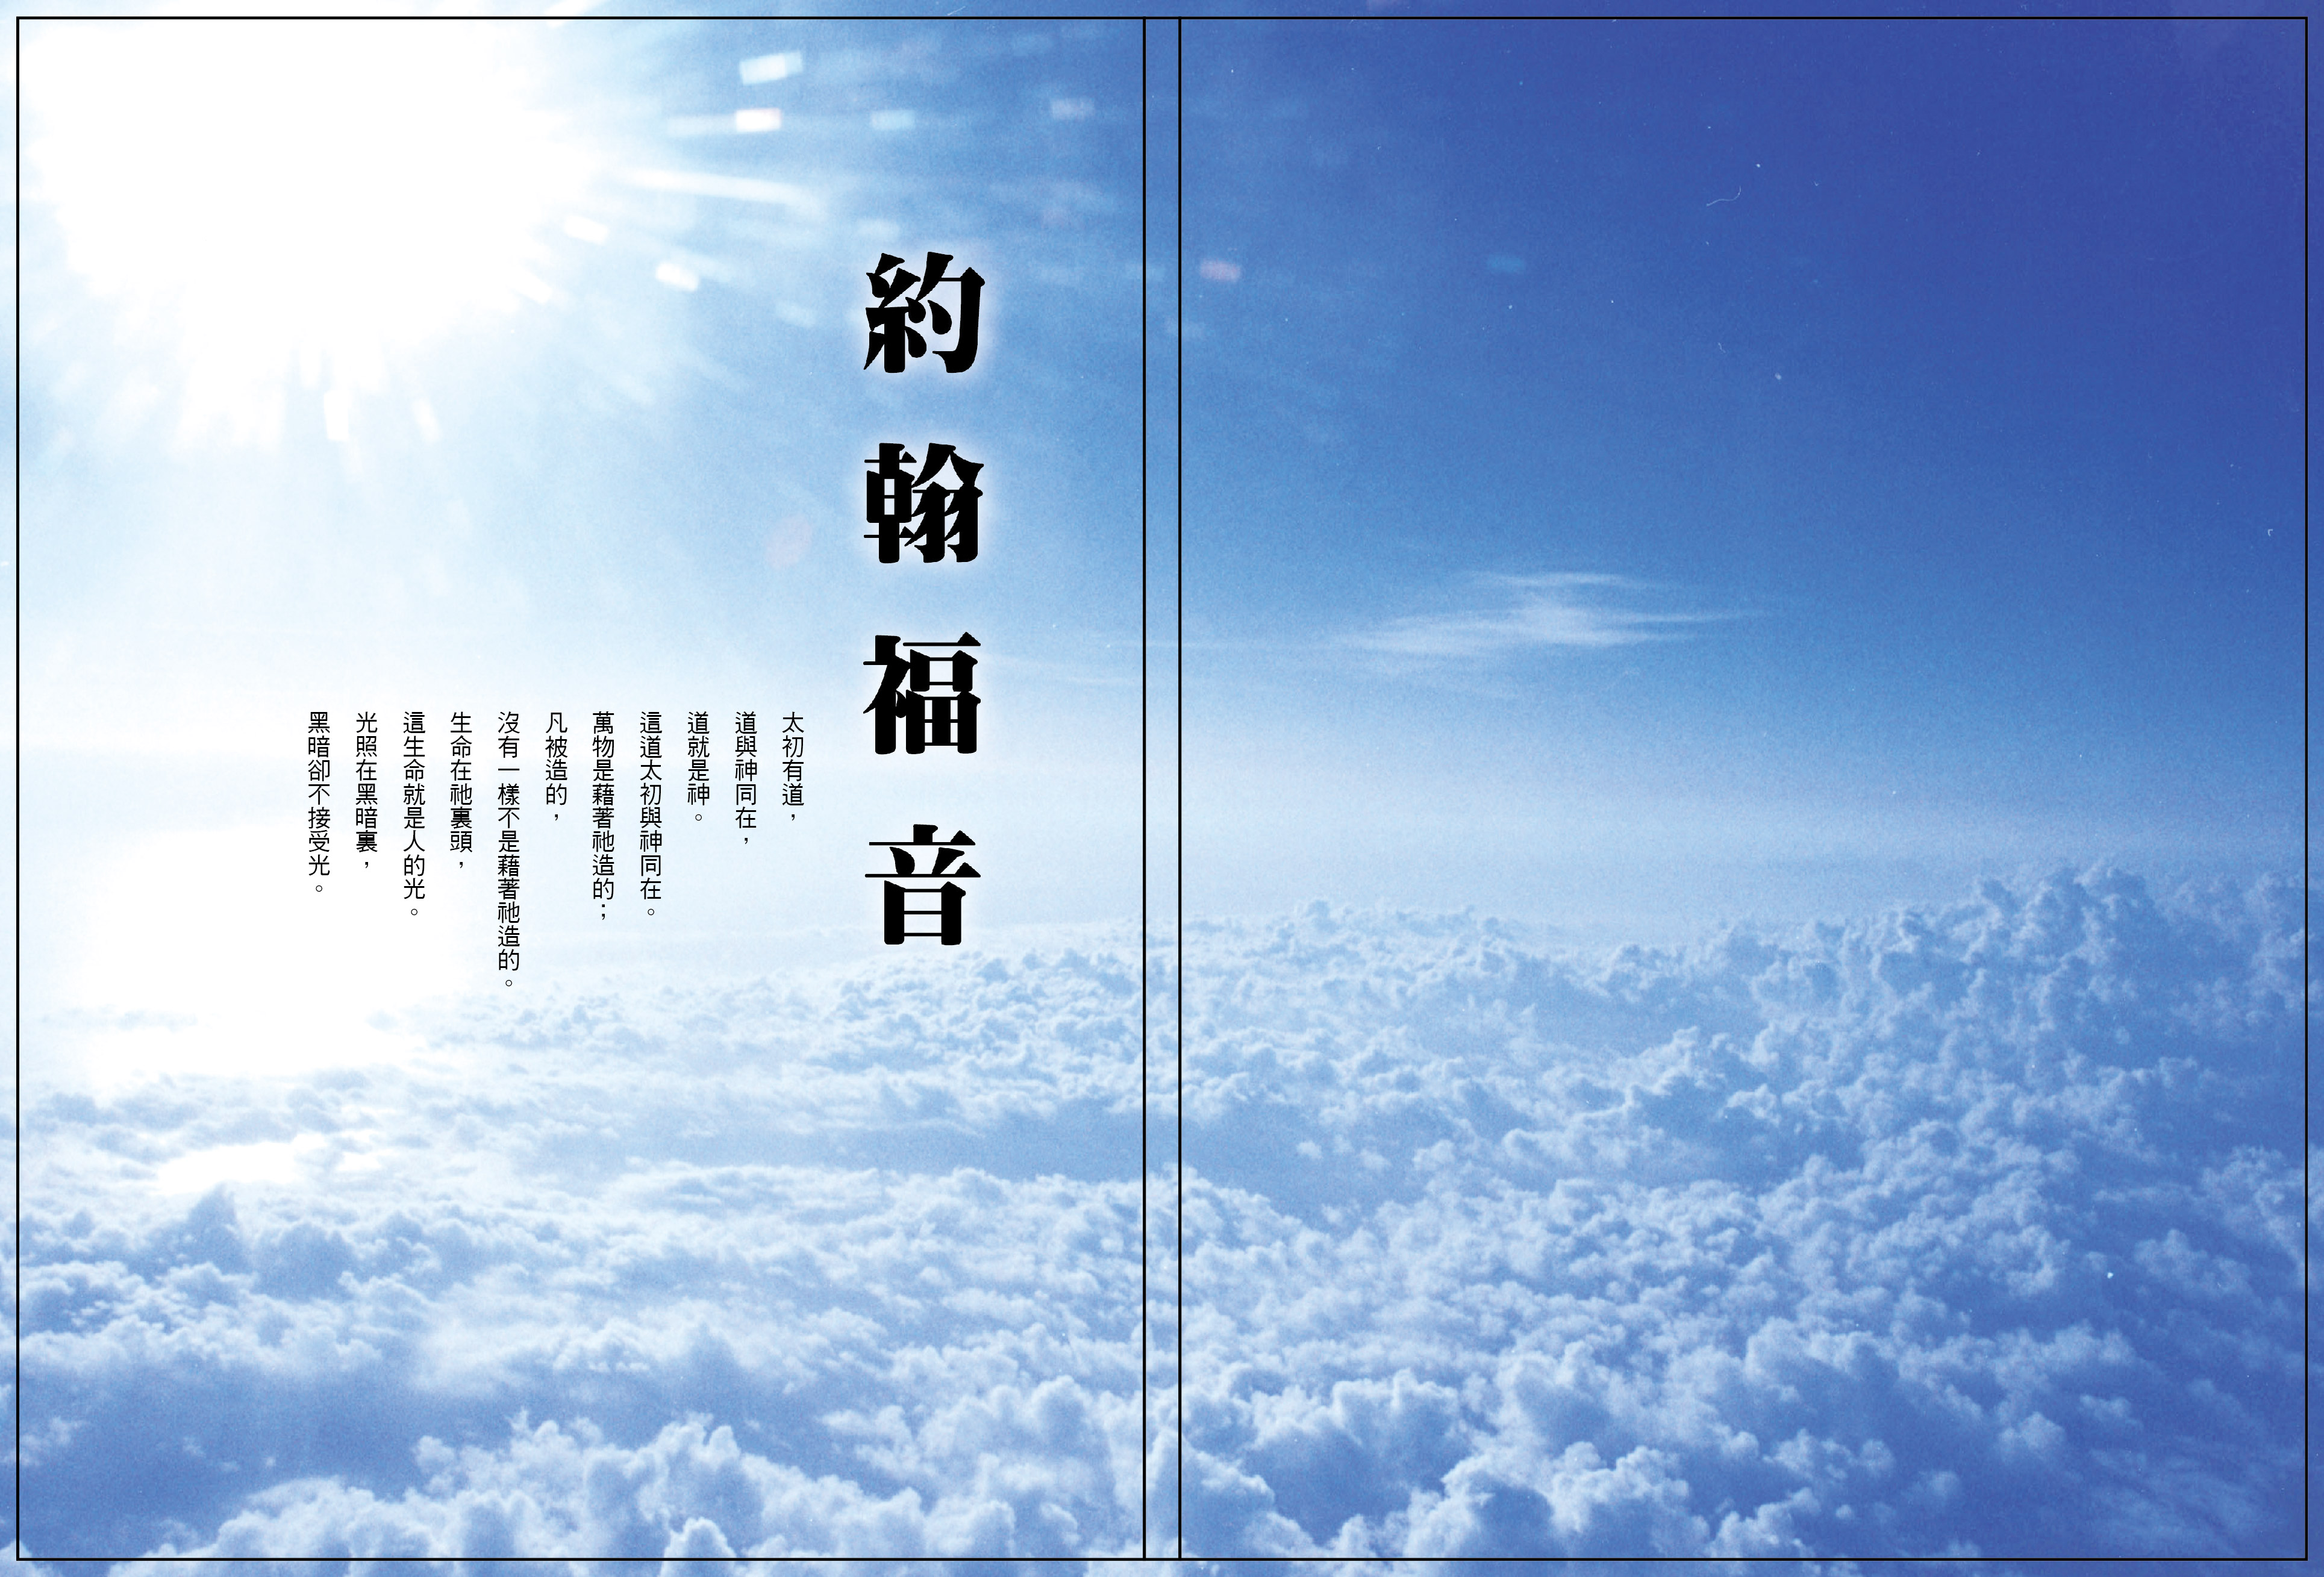 約翰福音
太初有道，
道與神同在，
道就是神。
這道太初與神同在。
萬物是藉著祂造的；
凡被造的，
沒有一樣不是藉著祂造的。
生命在祂裏頭，
這生命就是人的光。
光照在黑暗裏，
黑暗卻不接受光。